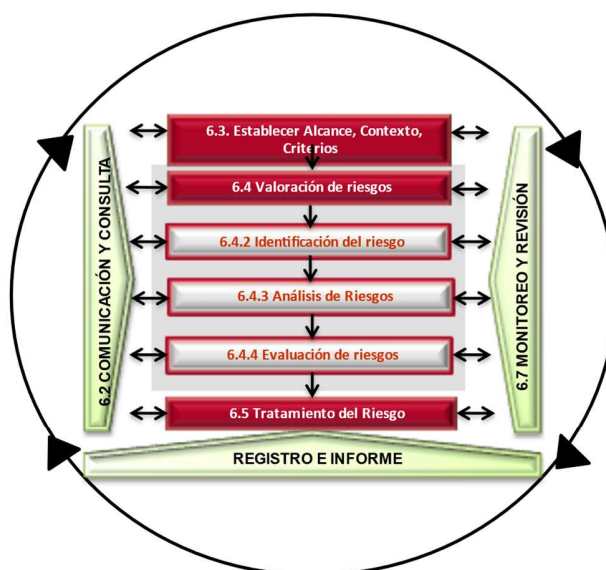 6.3. Establecer Alcance, Contexto,
Criterios
6.4 Valoración de riesgos
6.4.2 Identificación del riesgo
6.4.3 Análisis de Riesgos
6.4.4 Evaluación de riesgos
6.5 Tratamiento del Riesgo
6.2 COMUNICACIÓN Y CONSULTA
6.7 MONITOREO Y REVISIÓN
REGISTRO E INFORME